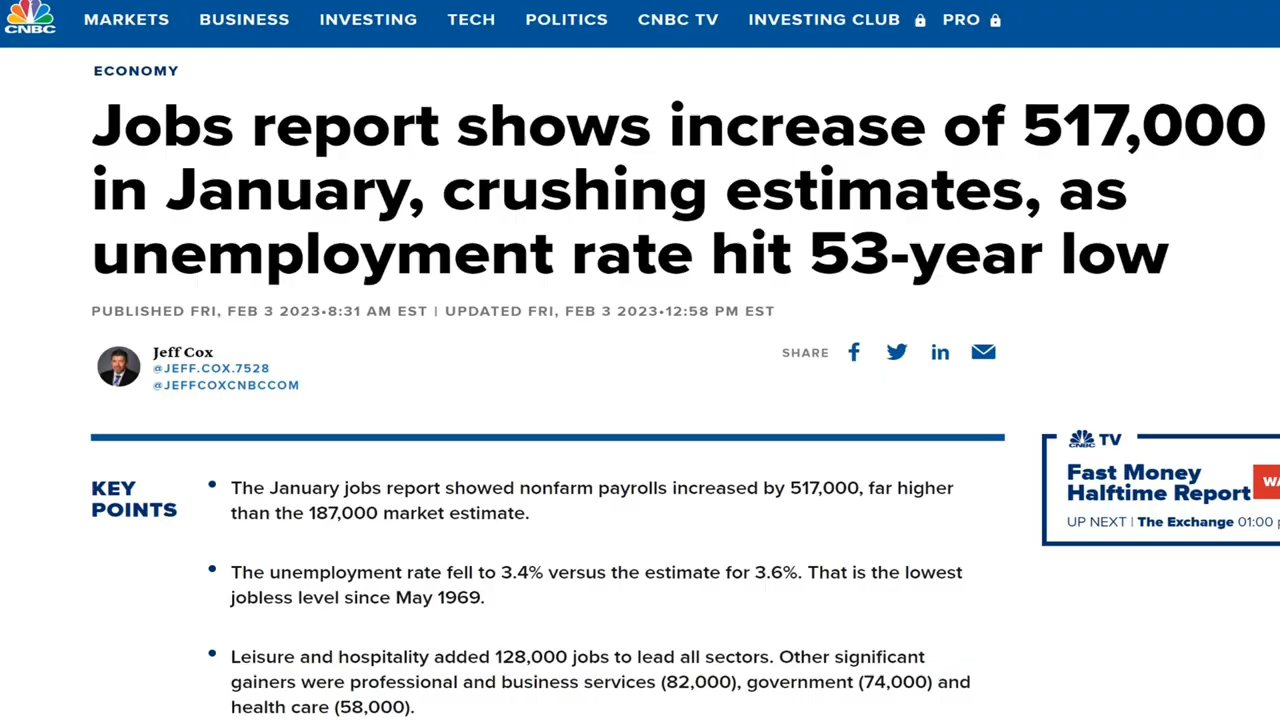 CNBC
MARKETS BUSINESS INVESTING TECH POLITICS CNBC TV INVESTING CLUB PRO
ECONOMY
Jobs report shows increase of 517,000
in January, crushing estimates, as
unemployment rate hit 53-year low
PUBLISHED FRI, FEB 3 2023•8:31 AM EST | UPDATED FRI, FEB 3 2023•12:58 PM EST
Jeff Cox
@JEFF.COX.7528
@JEFFCOXCNBCCOM
SHARE
KEY
POINTS
• The January jobs report showed nonfarm payrolls increased by 517,000, far higher
than the 187,000 market estimate.
• The unemployment rate fell to 3.4% versus the estimate for 3.6%. That is the lowest
jobless level since May 1969.
• Leisure and hospitality added 128,000 jobs to lead all sectors. Other significant
gainers were professional and business services (82,000), government (74,000) and
health care (58,000).
CNBC TV
Fast Money
Halftime Report
UP NEXT | The Exchange 01:00